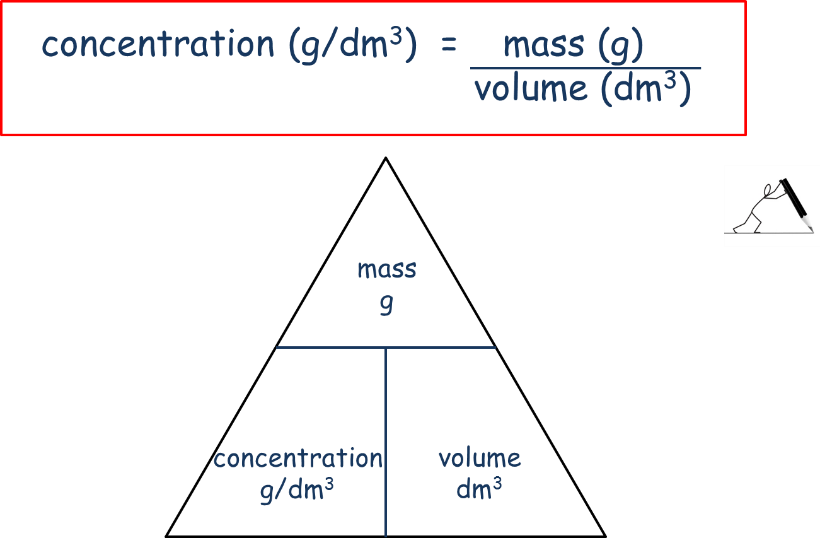 concentration (g/dm³) = mass (g)
volume (dm³)
mass
g
concentration
g/dm³
volume
dm³